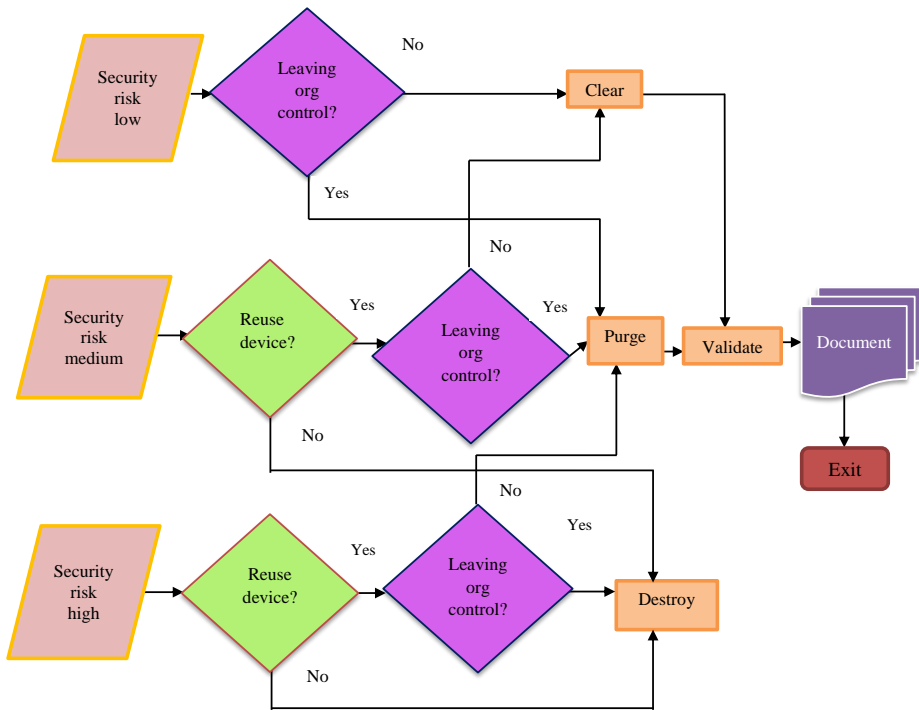 Security
risk
low
Leaving
org
control?
No
Clear
Yes
No
Security
risk
medium
Reuse
device?
Yes
Leaving
org
control?
Yes
Purge
Validate
Document
No
Exit
No
Security
risk
high
Reuse
device?
Yes
Leaving
org
control?
Yes
Destroy
No